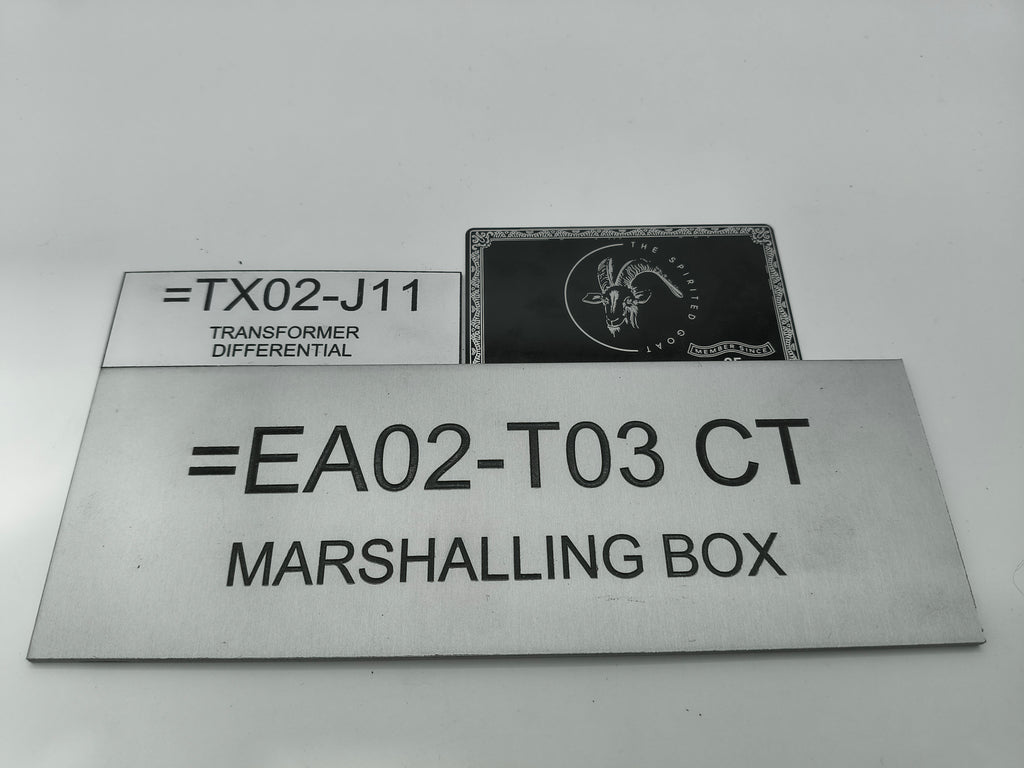 =TX02-J11
TRANSFORMER
DIFFERENTIAL
THE SPIRITED GOAT
MEMBER SINCE
=EA02-T03 CT
MARSHALLING BOX